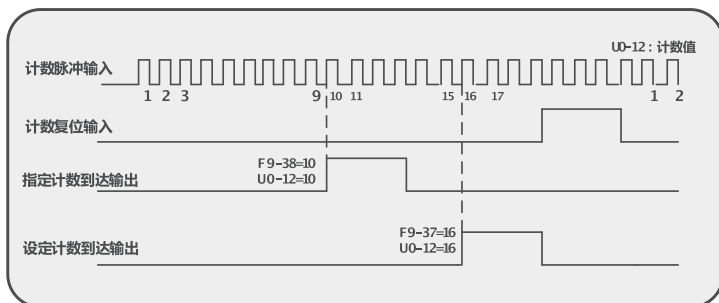 U0-12：计数值
计数脉冲输入
1 2 3 9 10 11 15 16 17 1 2
计数复位输入
F9-38=10
指定计数到达输出
U0-12=10
F9-37=16
设定计数到达输出
U0-12=16